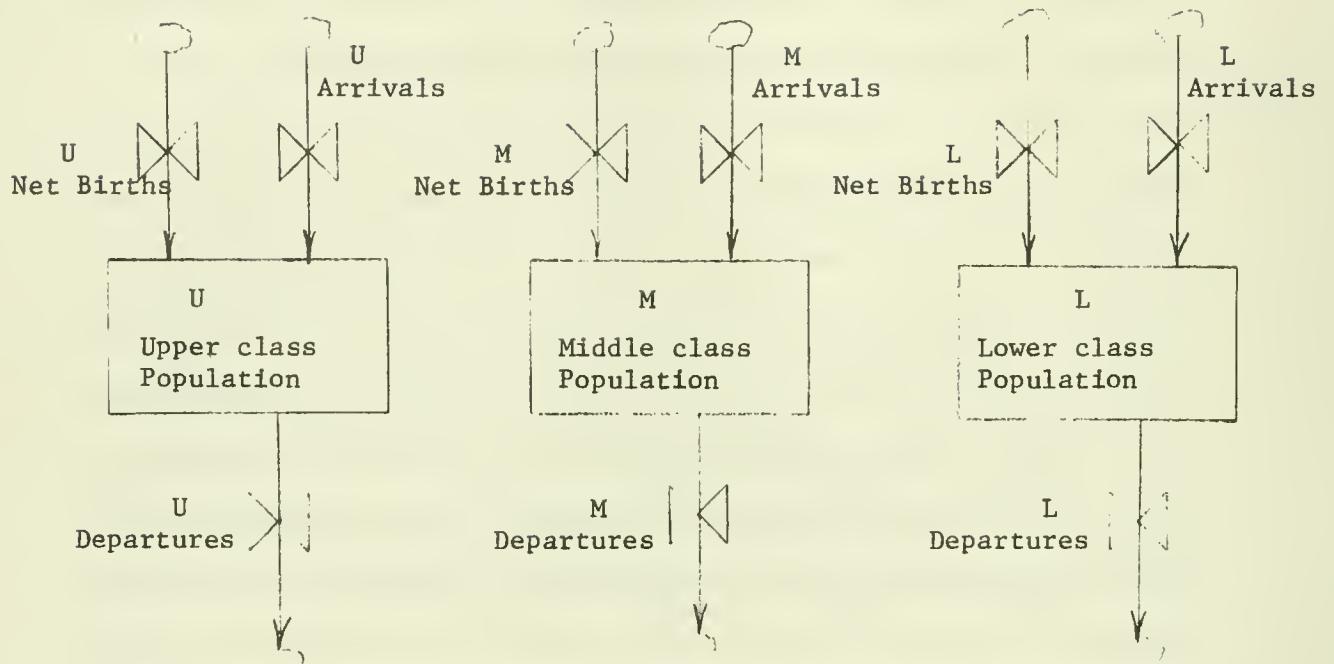 U
Arrivals
U
Net Births
U
Upper class
Population
U
Departures
M
Arrivals
M
Net Births
M
Middle class
Population
M
Departures
L
Arrivals
L
Net Births
L
Lower class
Population
L
Departures